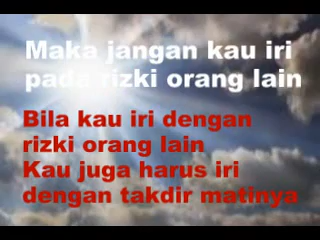 Maka jangan kau iri
pada rizki orang lain
Bila kau iri dengan
rizki orang lain
Kau juga harus iri
dengan takdir matinya